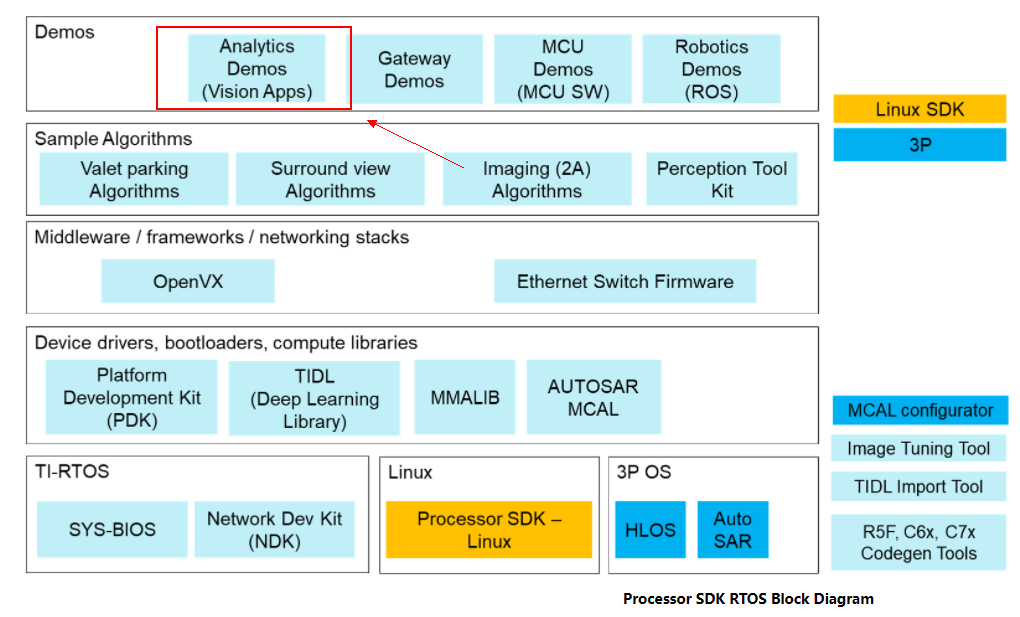 Demos
Analytics
Demos
(Vision Apps)
Gateway
Demos
MCU
Demos
(MCU SW)
Robotics
Demos
(ROS)
Linux SDK
3P
Sample Algorithms
Valet parking
Algorithms
Surround view
Algorithms
Imaging (2A)
Algorithms
Perception Tool
Kit
Middleware / frameworks / networking stacks
OpenVX
Ethernet Switch Firmware
Device drivers, bootloaders, compute libraries
Platform
Development Kit
(PDK)
TIDL
(Deep Learning
Library)
MMALIB
AUTOSAR
MCAL
MCAL configurator
Image Tuning Tool
TIDL Import Tool
R5F, C6x, C7x
Codegen Tools
TI-RTOS
SYS-BIOS
Network Dev Kit
(NDK)
Linux
Processor SDK –
Linux
3P OS
HLOS
Auto
SAR
Processor SDK RTOS Block Diagram